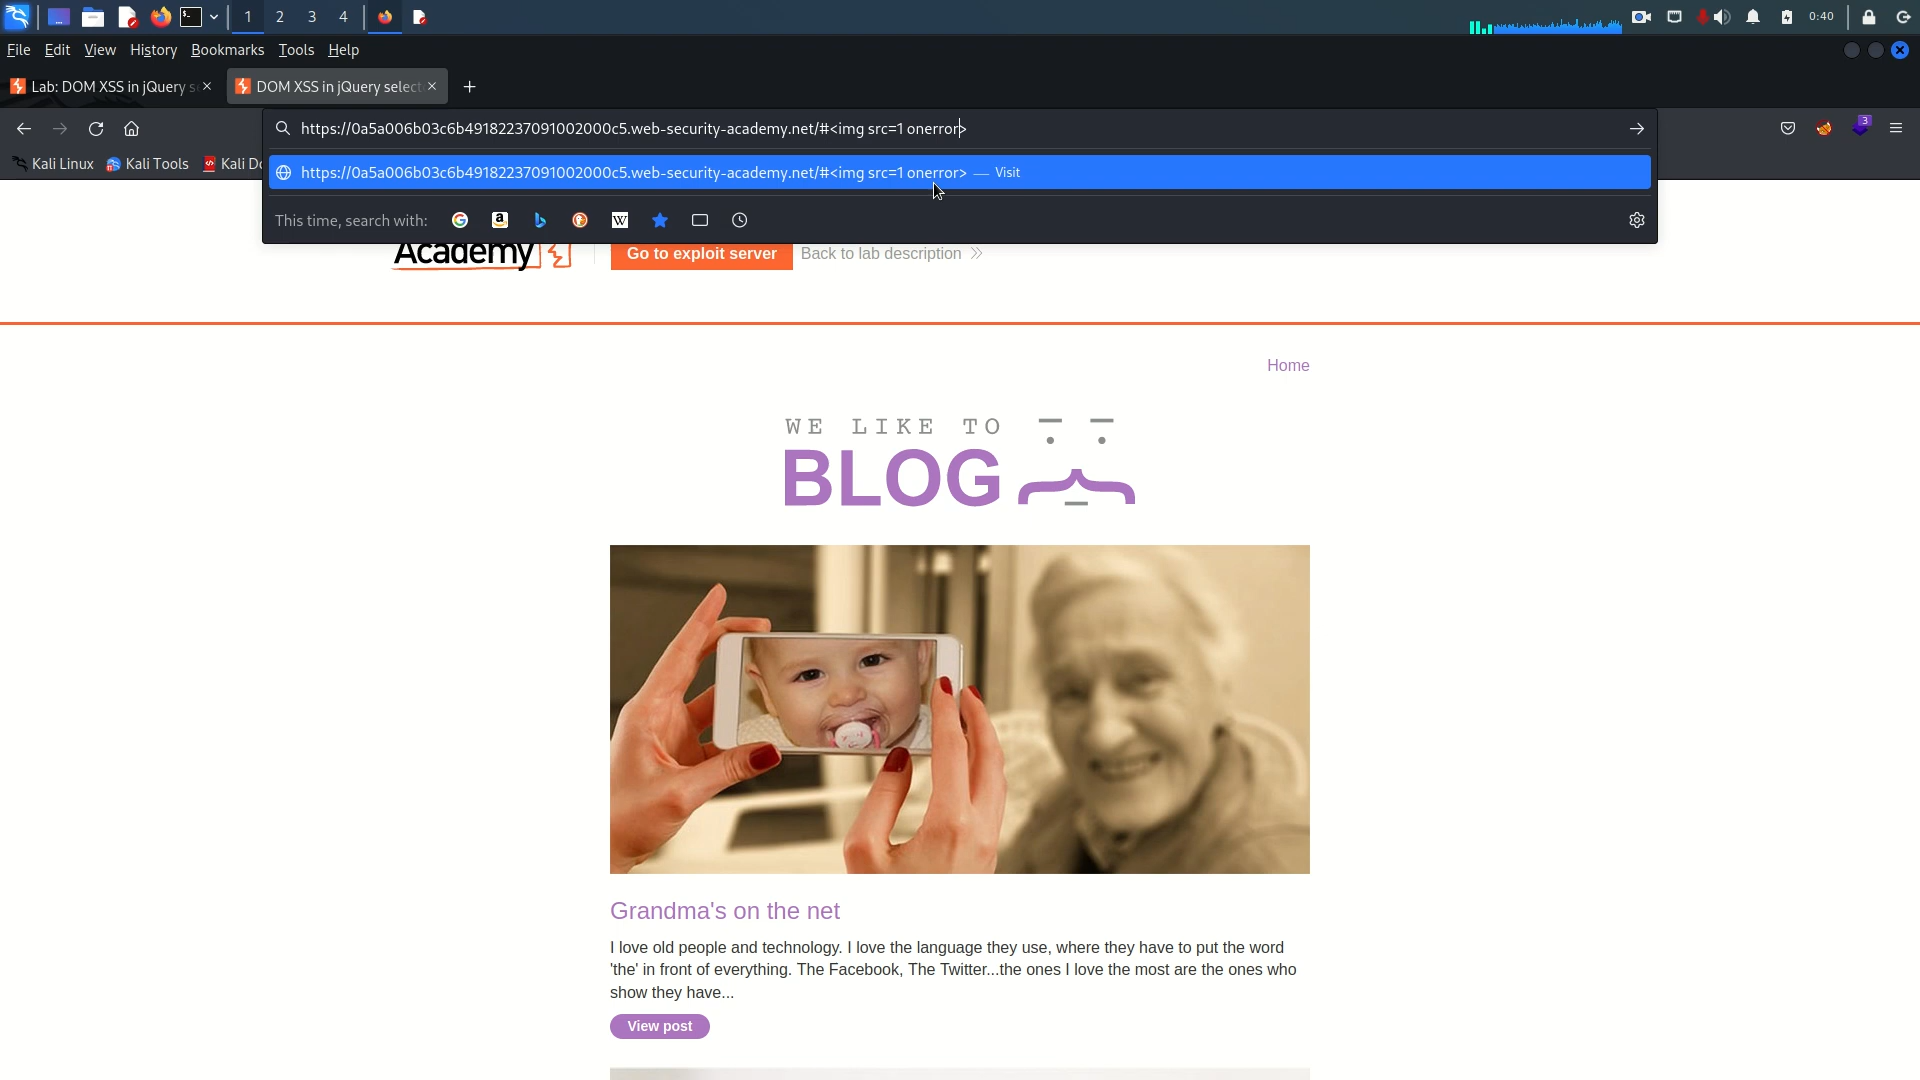 1 2 3 4 0:40
File Edit View History Bookmarks Tools Help
Lab: DOM XSS in jQuery s
DOM XSS in jQuery select
https://0a5a006b03c6b49182237091002000c5.web-security-academy.net/#<img src=1 onerror>
3
Kali Linux Kali Tools Kali Do
https://0a5a006b03c6b49182237091002000c5.web-security-academy.net/#<img src=1 onerror> — Visit
This time, search with:
Academy Go to exploit server Back to lab description
Home
WE LIKE TO
BLOG
Grandma's on the net
I love old people and technology. I love the language they use, where they have to put the word
'the' in front of everything. The Facebook, The Twitter...the ones I love the most are the ones who
show they have...
View post